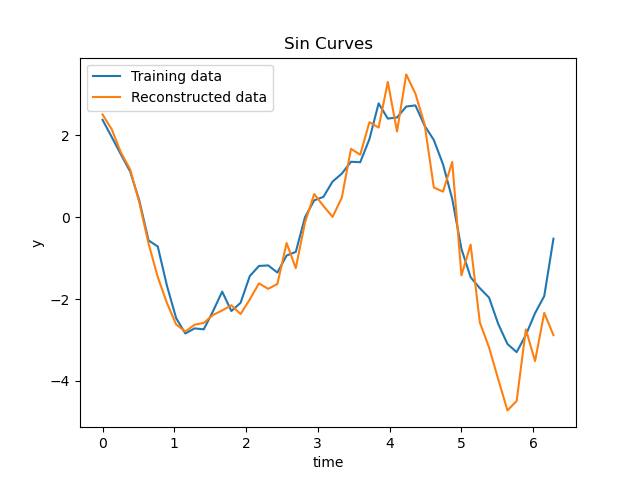 Sin Curves
Training data
Reconstructed data
2
0
−2
−4
y
0 1 2 3 4 5 6
time